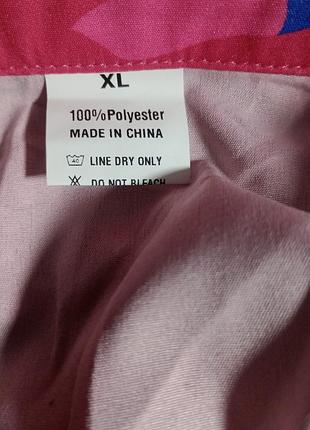 XL
100%Polyester
MADE IN CHINA
40 LINE DRY ONLY
DO NOT BLEACH